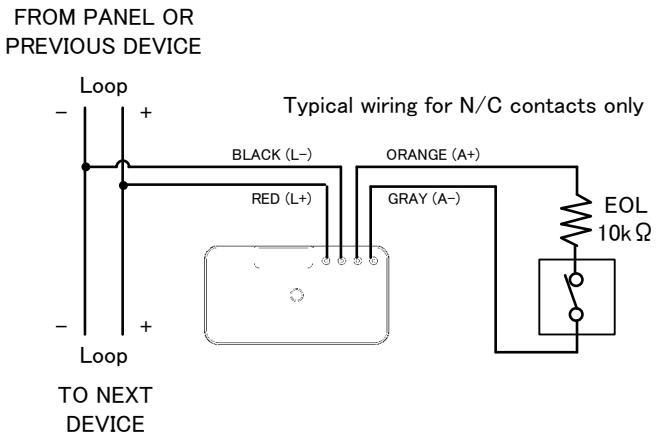 FROM PANEL OR
PREVIOUS DEVICE
Loop
− +
Typical wiring for N/C contacts only
BLACK (L−)
ORANGE (A+)
RED (L+)
GRAY (A−)
EOL
10kΩ
− +
Loop
TO NEXT
DEVICE